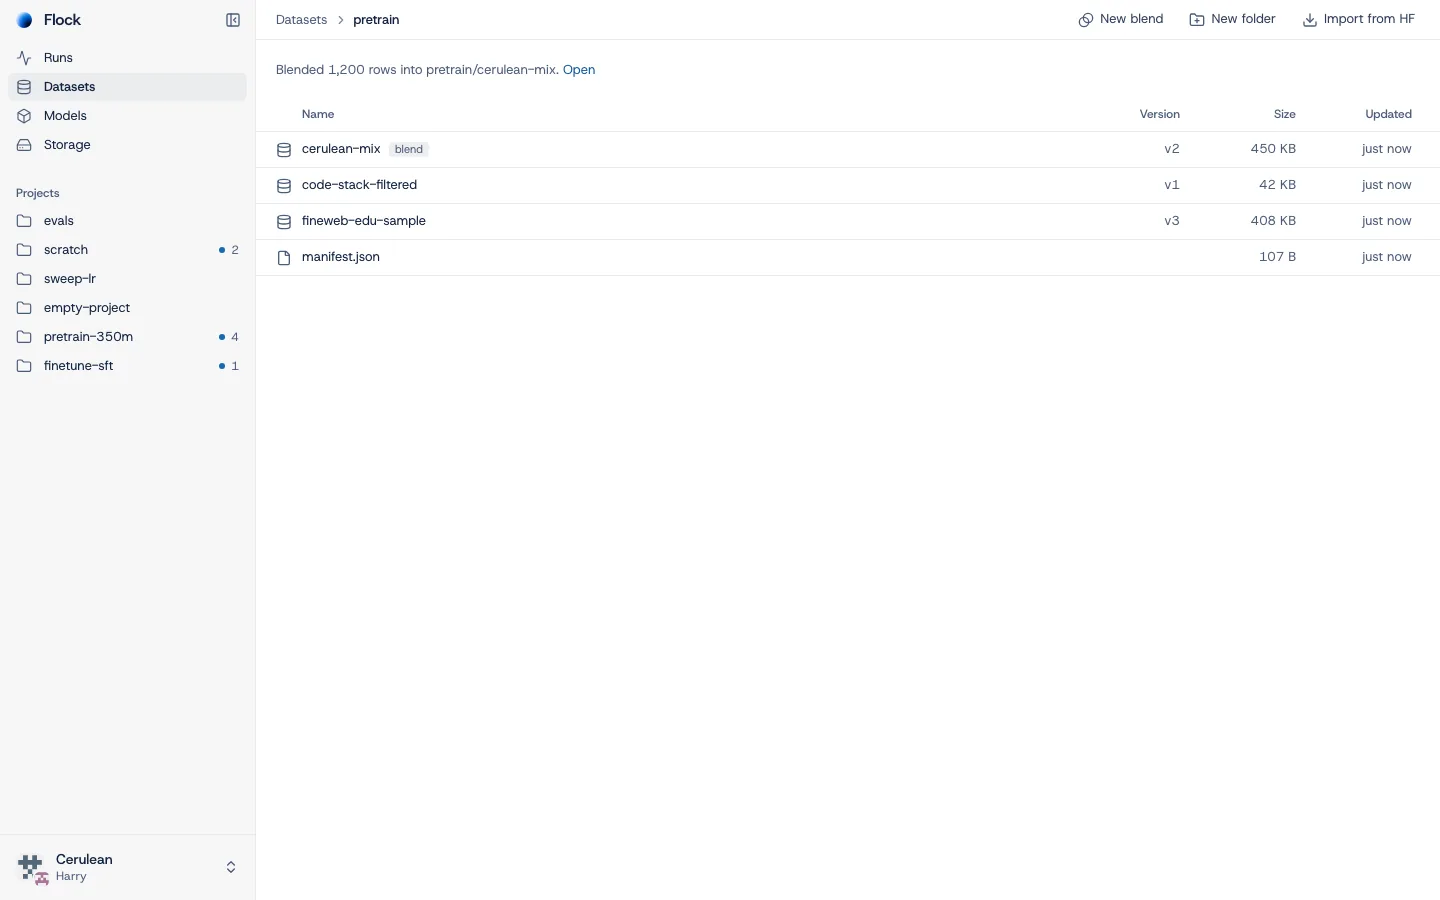 Flock
Runs
Datasets
Models
Storage
Projects
evals
scratch 2
sweep-lr
empty-project
pretrain-350m 4
finetune-sft 1
Cerulean
Harry
Datasets > pretrain
New blend New folder Import from HF
Blended 1,200 rows into pretrain/cerulean-mix. Open
Name Version Size Updated
cerulean-mix blend v2 450 KB just now
code-stack-filtered v1 42 KB just now
fineweb-edu-sample v3 408 KB just now
manifest.json 107 B just now